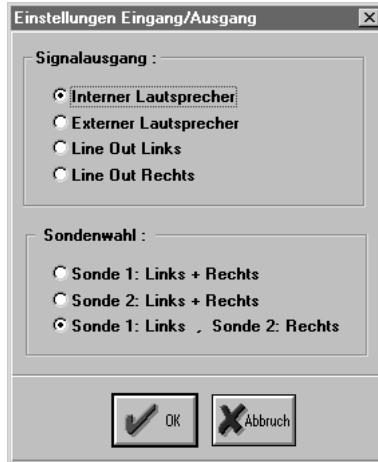 Einstellungen Eingang/Ausgang
Signalausgang :
Interner Lautsprecher
Externer Lautsprecher
Line Out Links
Line Out Rechts
Sondenwahl :
Sonde 1: Links + Rechts
Sonde 2: Links + Rechts
Sonde 1: Links , Sonde 2: Rechts
OK
Abbruch